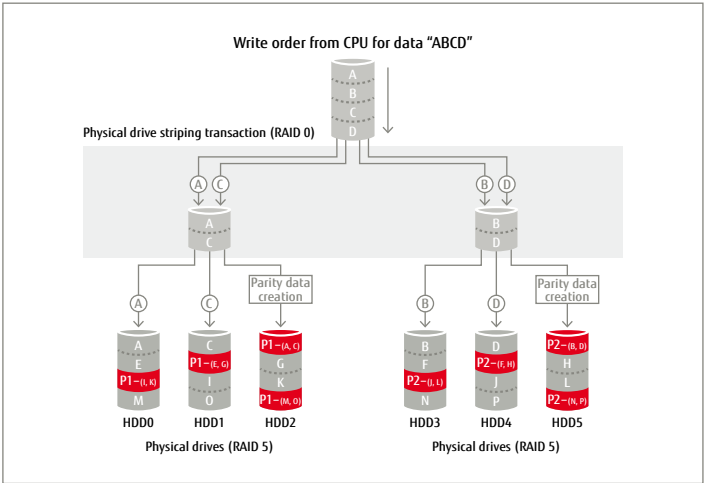 Write order from CPU for data “ABCD”
A
B
C
D
Physical drive striping transaction (RAID 0)
A
C
B
D
A
C
B
D
A
C
Parity data
creation
B
D
Parity data
creation
A
E
P1–(I, K)
M
C
P1–(E, G)
I
O
P1–(A, C)
G
K
P1–(M, O)
B
F
P2–(J, L)
N
D
P2–(F, H)
J
P
P2–(B, D)
H
L
P2–(N, P)
HDD0
HDD1
HDD2
HDD3
HDD4
HDD5
Physical drives (RAID 5)
Physical drives (RAID 5)